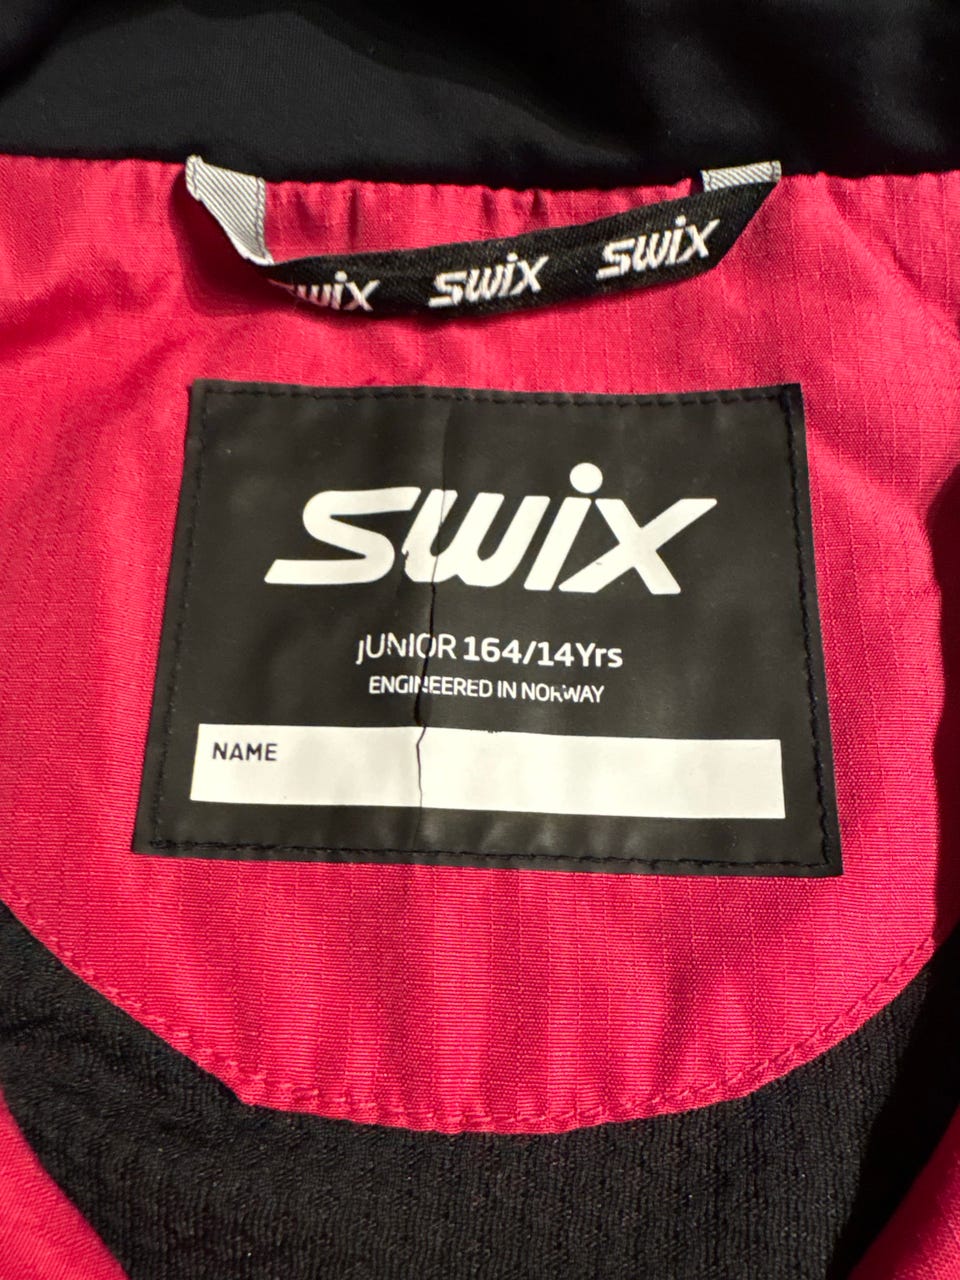 swix swix swix
swix
JUNIOR 164/14Yrs
ENGINEERED IN NORWAY
NAME